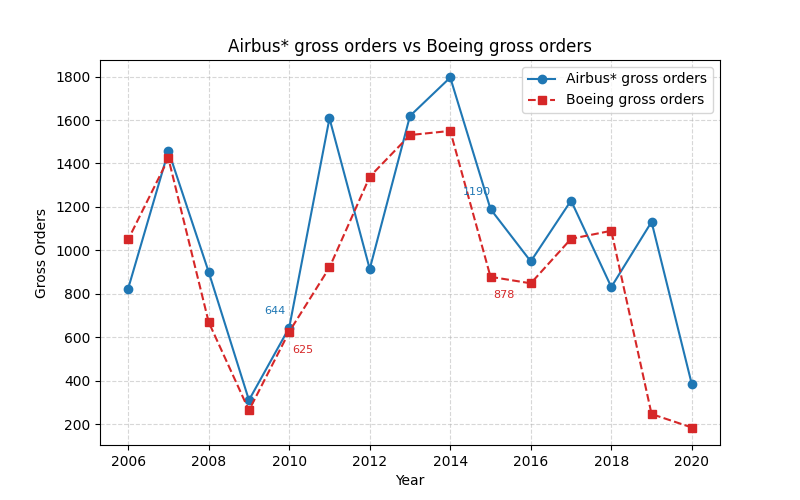 Airbus* gross orders vs Boeing gross orders
Airbus* gross orders
Boeing gross orders
Gross Orders
1800
1600
1400
1200
1000
800
600
400
200
1190
878
644
625
2006 2008 2010 2012 2014 2016 2018 2020
Year